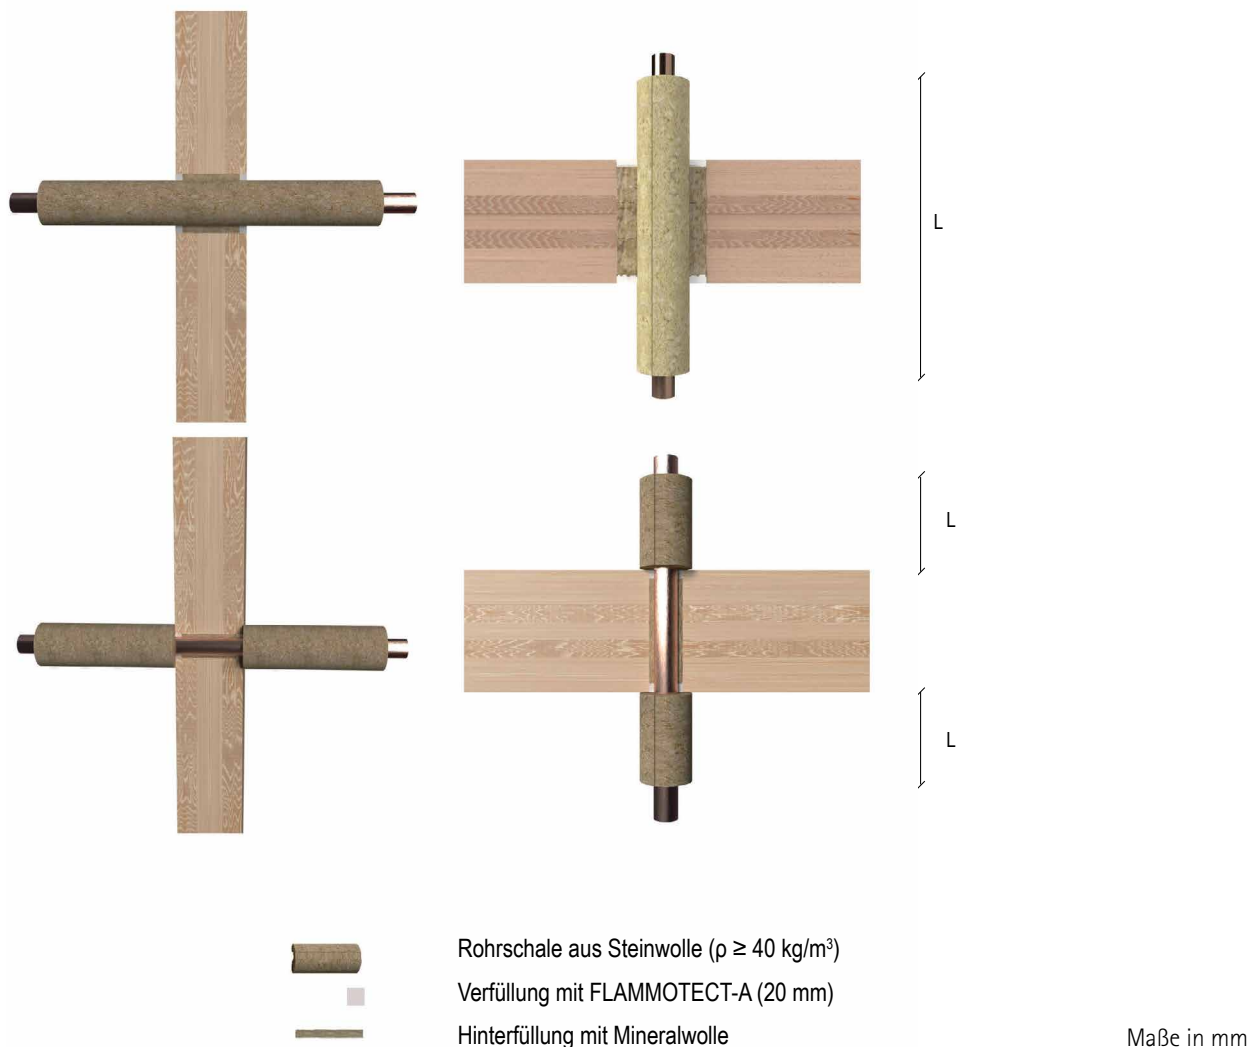 L
L
L
Rohrschale aus Steinwolle (ρ ≥ 40 kg/m³)
Verfüllung mit FLAMMOTECT-A (20 mm)
Hinterfüllung mit Mineralwolle
Maße in mm